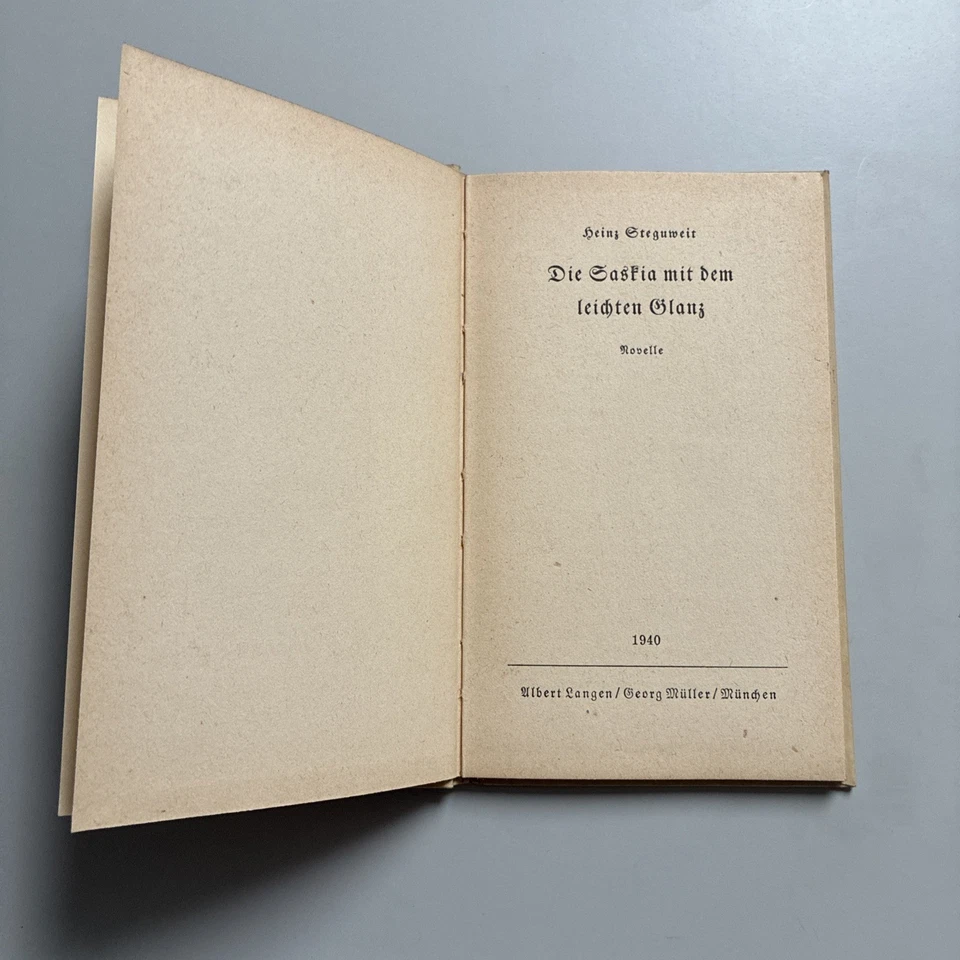 Heinz Steguweit
Die Saskia mit dem
leichten Glanz
Novelle
1940
Albert Langen / Georg Müller / München